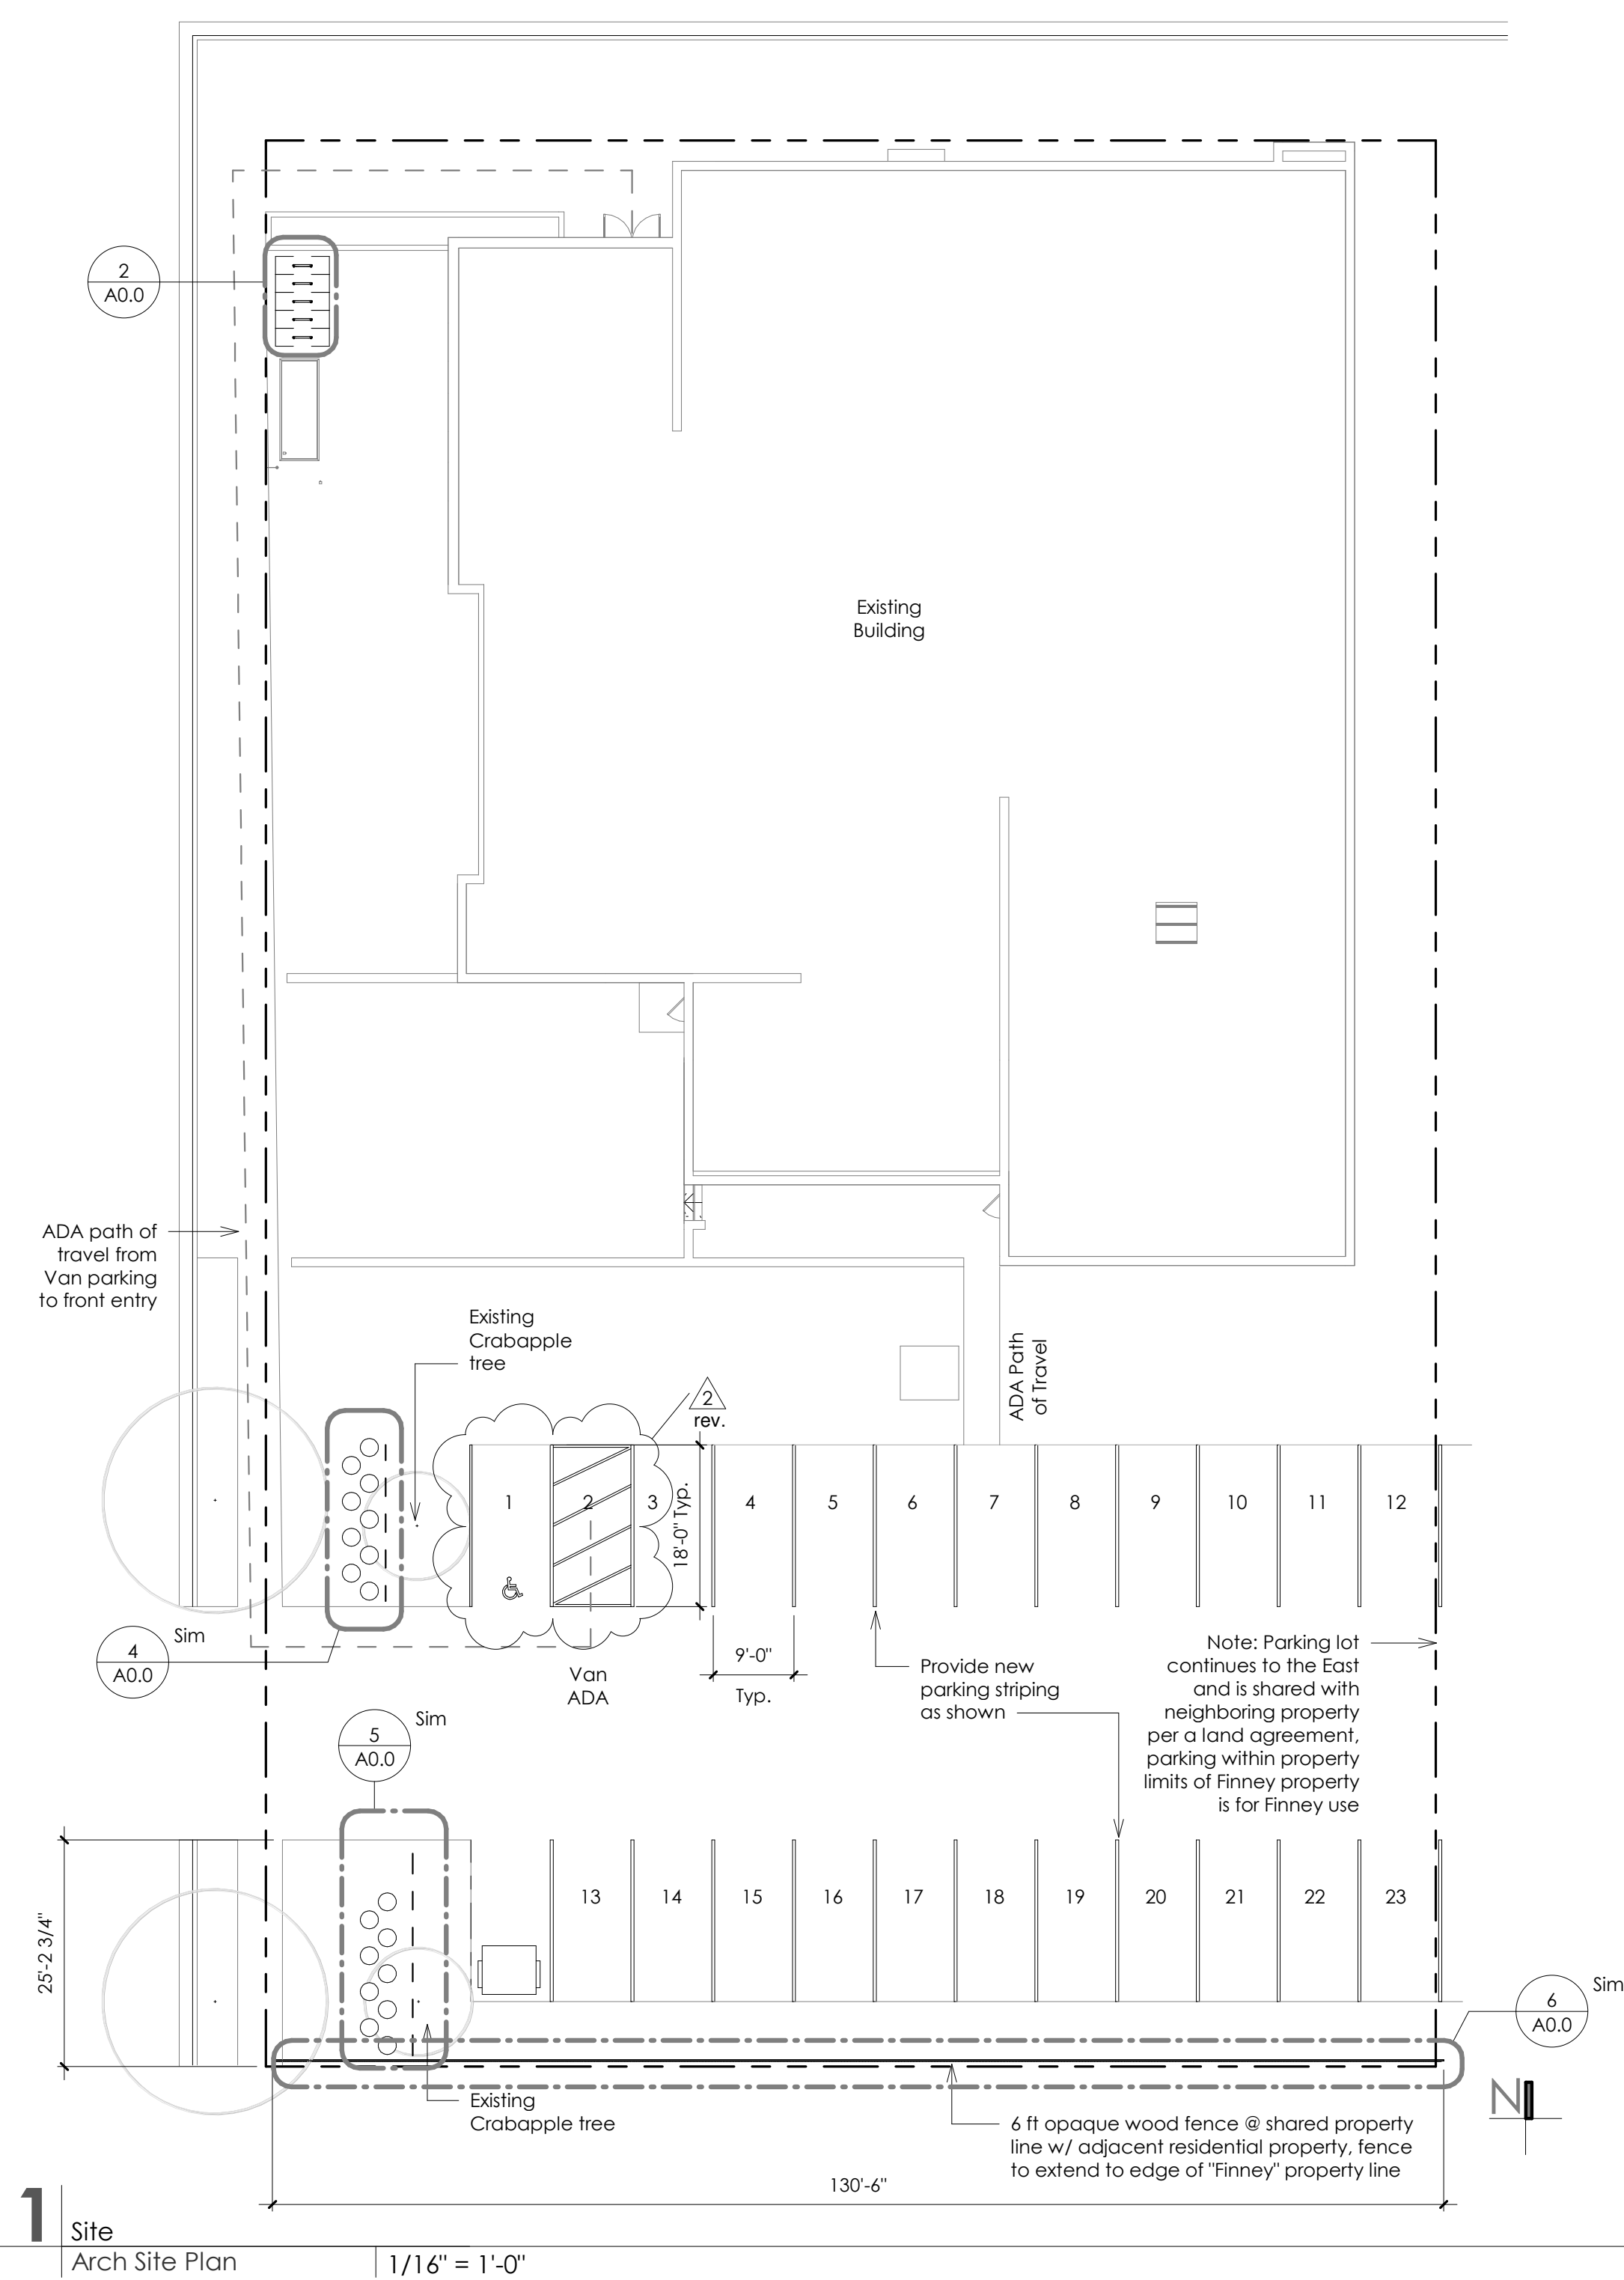 2
A0.0
Existing
Building
ADA path of
travel from
Van parking
to front entry
Existing
Crabapple
tree
2
rev.
ADA Path
of Travel
1
2
3
18'-0" Typ.
4
5
6
7
8
9
10
11
12
4
A0.0
Sim
Van
ADA
9'-0"
Typ.
Provide new
parking striping
as shown
Note: Parking lot
continues to the East
and is shared with
neighboring property
per a land agreement,
parking within property
limits of Finney property
is for Finney use
5
A0.0
Sim
25'-2 3/4"
13
14
15
16
17
18
19
20
21
22
23
6
A0.0
Sim
Existing
Crabapple tree
6 ft opaque wood fence @ shared property
line w/ adjacent residential property, fence
to extend to edge of "Finney" property line
N
130'-6"
1
Site
Arch Site Plan
1/16" = 1'-0"